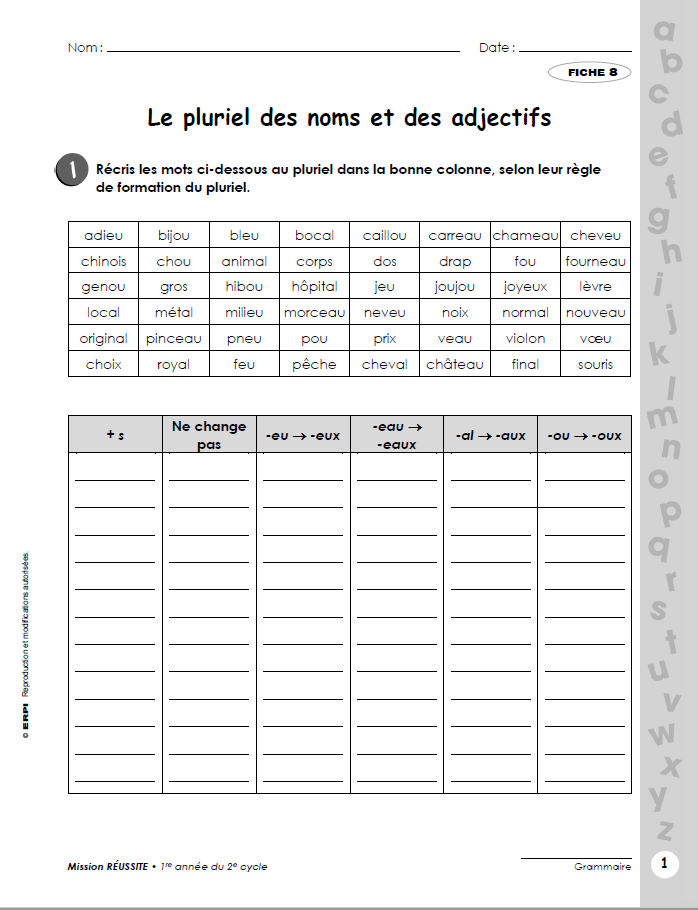 Nom : Date :
FICHE 8
Le pluriel des noms et des adjectifs
1 Récris les mots ci-dessous au pluriel dans la bonne colonne, selon leur règle
de formation du pluriel.
adieu bijou bleu bocal caillou carreau chameau cheveu
chinois chou animal corps dos drap fou fourneau
genou gros hibou hôpital jeu joujou joyeux lèvre
local métal milieu morceau neveu noix normal nouveau
original pinceau pneu pou prix veau violon vœu
choix royal feu pêche cheval château final souris
+ s Ne change pas -eu → -eux -eau → -eaux -al → -aux -ou → -oux
© ERPI Reproduction et modifications autorisées.
Mission RÉUSSITE • 1re année du 2e cycle
Grammaire
1
a
b
c
d
e
f
g
h
i
j
k
l
m
n
o
p
q
r
s
t
u
v
w
x
y
z